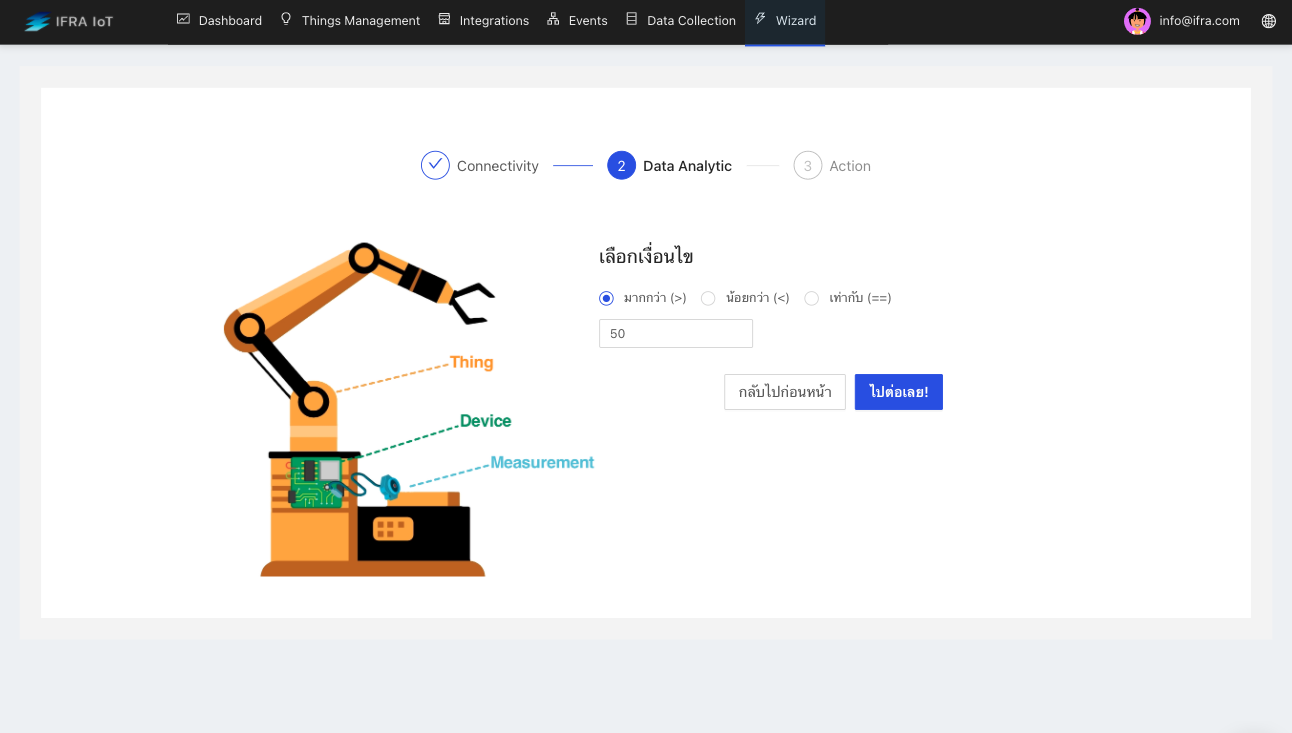 IFRA IoT Dashboard Things Management Integrations Events Data Collection Wizard info@ifra.com
Connectivity 2 Data Analytic 3 Action
เลือกเงื่อนไข
มากกว่า (>) น้อยกว่า (<) เท่ากับ (==)
50
กลับไปก่อนหน้า ไปต่อเลย!
Thing
Device
Measurement